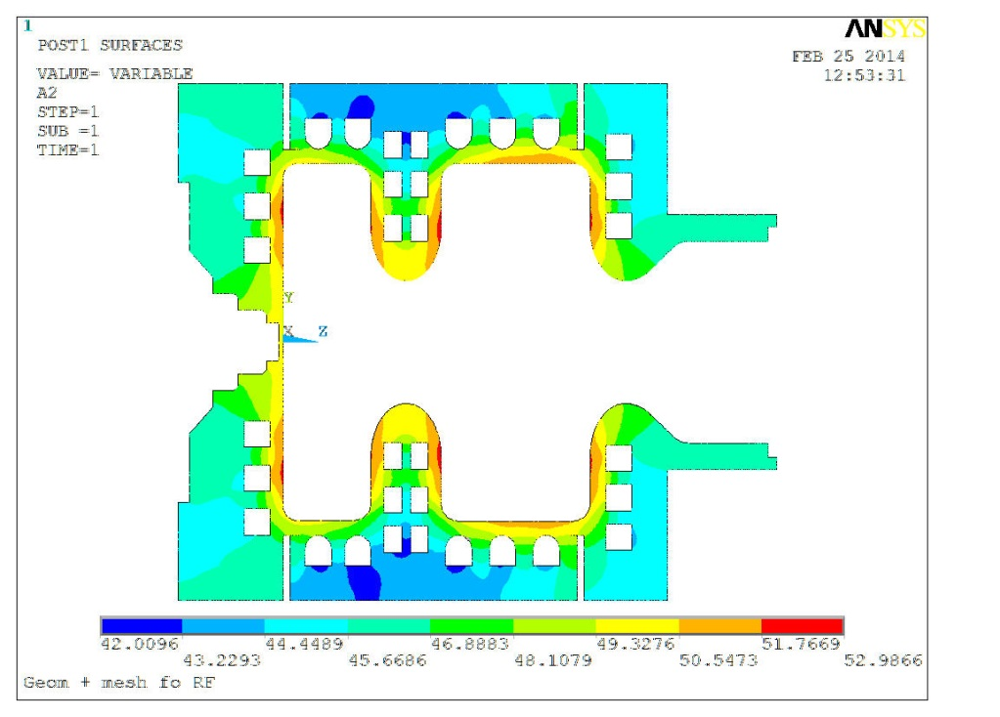 1
ANSYS
POST1 SURFACES
FEB 25 2014
12:53:31
VALUE= VARIABLE
A2
STEP=1
SUB =1
TIME=1
Y
X Z
42.0096 44.4489 46.8883 49.3276 51.7669
43.2293 45.6686 48.1079 50.5473 52.9866
Geom + mesh fo RF